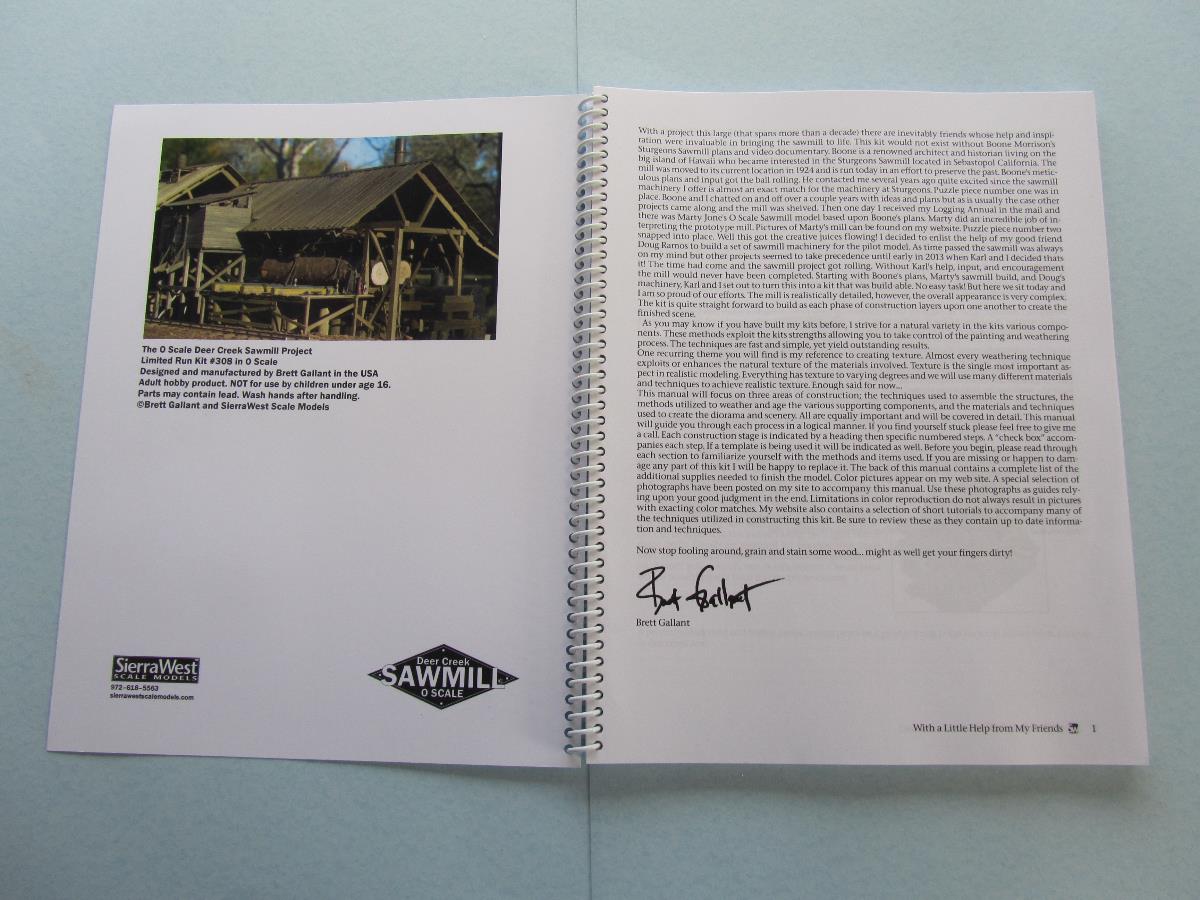 The O Scale Deer Creek Sawmill Project
Limited Run Kit #308 in O Scale
Designed and manufactured by Brett Gallant in the USA
Adult hobby product. NOT for use by children under age 16.
Parts may contain lead. Wash hands after handling.
©Brett Gallant and SierraWest Scale Models
SierraWest
SCALE MODELS
972-618-5563
sierrawestscalemodels.com
Deer Creek
SAWMILL
O SCALE
With a project this large (that spans more than a decade) there are inevitably friends whose help and inspi-
ration were invaluable in bringing the sawmill to life. This kit would not exist without Boone Morrison's
Sturgeons Sawmill plans and video documentary. Boone is a renowned architect and historian living on the
big island of Hawaii who became interested in the Sturgeons Sawmill located in Sebastopol California. The
mill was moved to its current location in 1924 and is run today in an effort to preserve the past. Boone's metic-
ulous plans and input got the ball rolling. He contacted me several years ago quite excited since the sawmill
machinery I offer is almost an exact match for the machinery at Sturgeons. Puzzle piece number one was in
place. Boone and I chatted on and off over a couple years with ideas and plans but as is usually the case other
projects came along and the mill was shelved. Then one day I received my Logging Annual in the mail and
there was Marty Jone's O Scale Sawmill model based upon Boone's plans. Marty did an incredible job of in-
terpreting the prototype mill. Pictures of Marty's mill can be found on my website. Puzzle piece number two
snapped into place. Well this got the creative juices flowing! I decided to enlist the help of my good friend
Doug Ramos to build a set of sawmill machinery for the pilot model. As time passed the sawmill was always
on my mind but other projects seemed to take precedence until early in 2013 when Karl and I decided thats
it! The time had come and the sawmill project got rolling. Without Karl's help, input, and encouragement
the mill would never have been completed. Starting with Boone's plans, Marty's sawmill build, and Doug's
machinery, Karl and I set out to turn this into a kit that was build able. No easy task! But here we sit today and
I am so proud of our efforts. The mill is realistically detailed, however, the overall appearance is very complex.
The kit is quite straight forward to build as each phase of construction layers upon one another to create the
finished scene.
As you may know if you have built my kits before, I strive for a natural variety in the kits various compo-
nents. These methods exploit the kits strengths allowing you to take control of the painting and weathering
process. The techniques are fast and simple, yet yield outstanding results.
One recurring theme you will find is my reference to creating texture. Almost every weathering technique
exploits or enhances the natural texture of the materials involved. Texture is the single most important as-
pect in realistic modeling. Everything has texture to varying degrees and we will use many different materials
and techniques to achieve realistic texture. Enough said for now...
This manual will focus on three areas of construction; the techniques used to assemble the structures, the
methods utilized to weather and age the various supporting components, and the materials and techniques
used to create the diorama and scenery. All are equally important and will be covered in detail. This manual
will guide you through each process in a logical manner. If you find yourself stuck please feel free to give me
a call. Each construction stage is indicated by a heading then specific numbered steps. A "check box" accom-
panies each step. If a template is being used it will be indicated as well. Before you begin, please read through
each section to familiarize yourself with the methods and items used. If you are missing or happen to dam-
age any part of this kit I will be happy to replace it. The back of this manual contains a complete list of the
additional supplies needed to finish the model. Color pictures appear on my web site. A special selection of
photographs have been posted on my site to accompany this manual. Use these photographs as guides rely-
ing upon your good judgment in the end. Limitations in color reproduction do not always result in pictures
with exacting color matches. My website also contains a selection of short tutorials to accompany many of
the techniques utilized in constructing this kit. Be sure to review these as they contain up to date informa-
tion and techniques.
Now stop fooling around, grain and stain some wood... might as well get your fingers dirty!
Brett Gallant
Brett Gallant
With a Little Help from My Friends SW 1